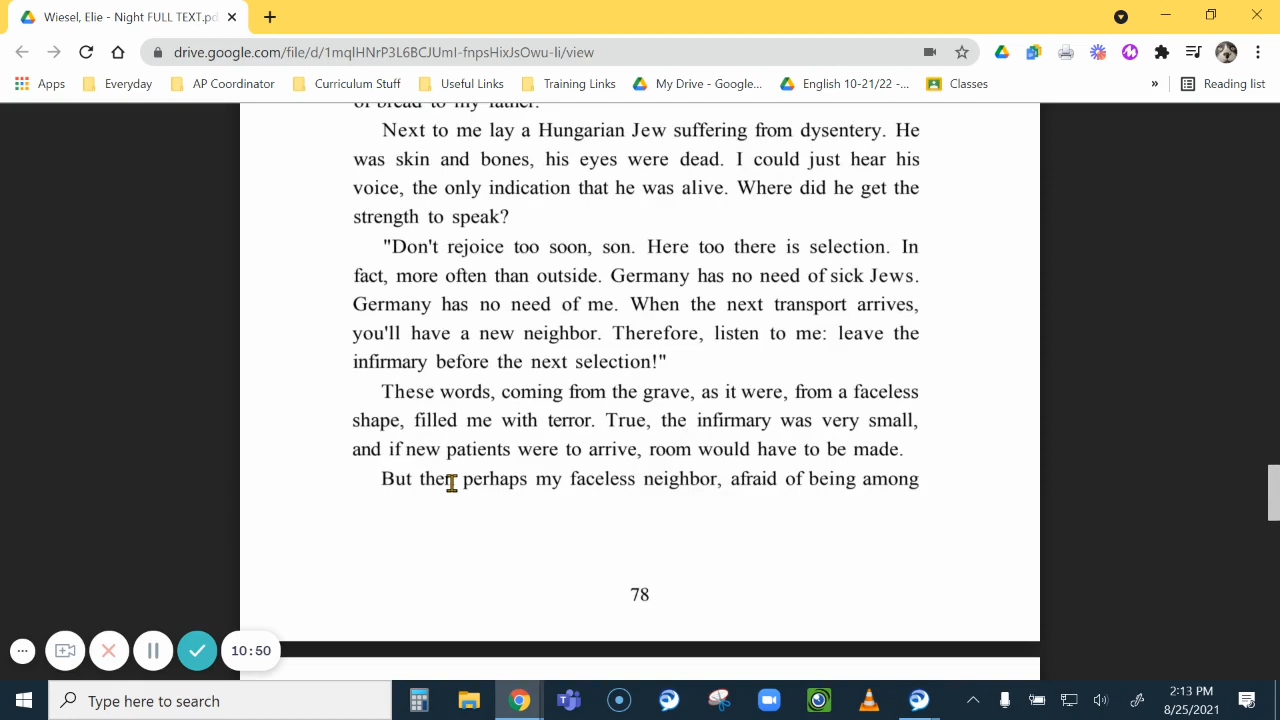 Wiesel, Elie - Night FULL TEXT.pd
drive.google.com/file/d/1mqIHNrP3L6BCJUmI-fnpsHixJsOwu-li/view
Apps Everyday AP Coordinator Curriculum Stuff Useful Links Training Links My Drive - Google... English 10-21/22 -... Classes » Reading list
of bread to my father.
Next to me lay a Hungarian Jew suffering from dysentery. He
was skin and bones, his eyes were dead. I could just hear his
voice, the only indication that he was alive. Where did he get the
strength to speak?
"Don't rejoice too soon, son. Here too there is selection. In
fact, more often than outside. Germany has no need of sick Jews.
Germany has no need of me. When the next transport arrives,
you'll have a new neighbor. Therefore, listen to me: leave the
infirmary before the next selection!"
These words, coming from the grave, as it were, from a faceless
shape, filled me with terror. True, the infirmary was very small,
and if new patients were to arrive, room would have to be made.
But then perhaps my faceless neighbor, afraid of being among
78
10:50
Type here to search
2:13 PM
8/25/2021